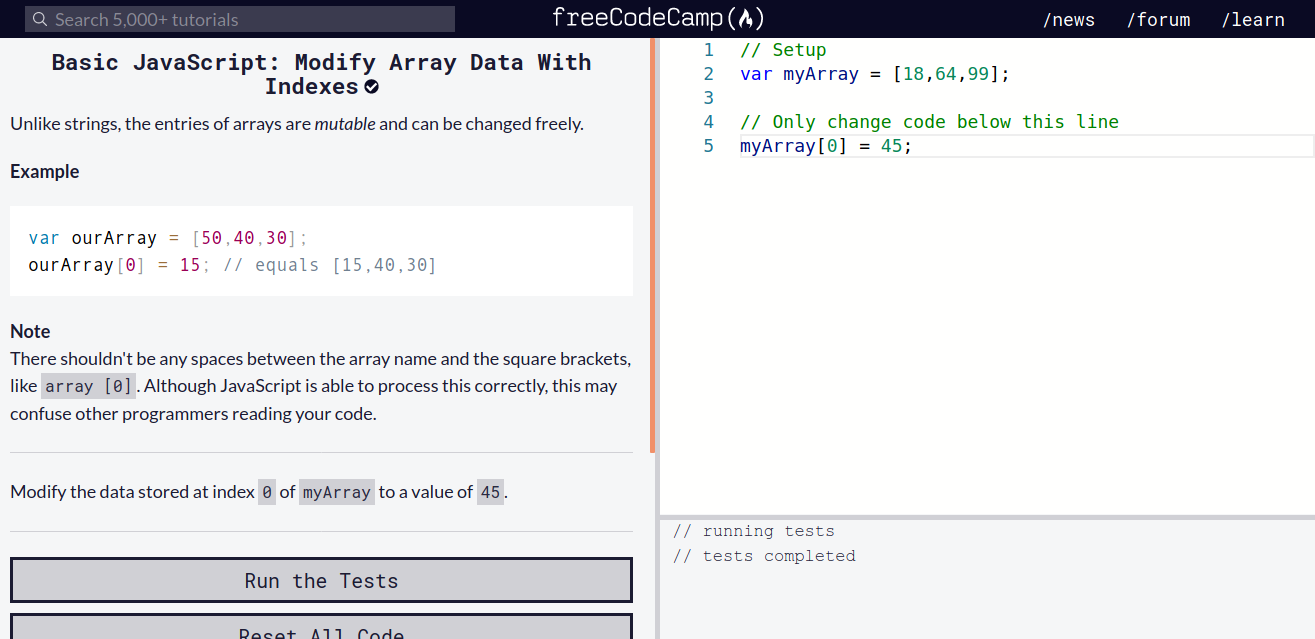 Search 5,000+ tutorials
freeCodeCamp
/news /forum /learn
Basic JavaScript: Modify Array Data With
Indexes
Unlike strings, the entries of arrays are mutable and can be changed freely.
Example
var ourArray = [50,40,30];
ourArray[0] = 15; // equals [15,40,30]
Note
There shouldn't be any spaces between the array name and the square brackets,
like array [0]. Although JavaScript is able to process this correctly, this may
confuse other programmers reading your code.
Modify the data stored at index 0 of myArray to a value of 45.
Run the Tests
Reset All Code
1 // Setup
2 var myArray = [18,64,99];
3
4 // Only change code below this line
5 myArray[0] = 45;
// running tests
// tests completed